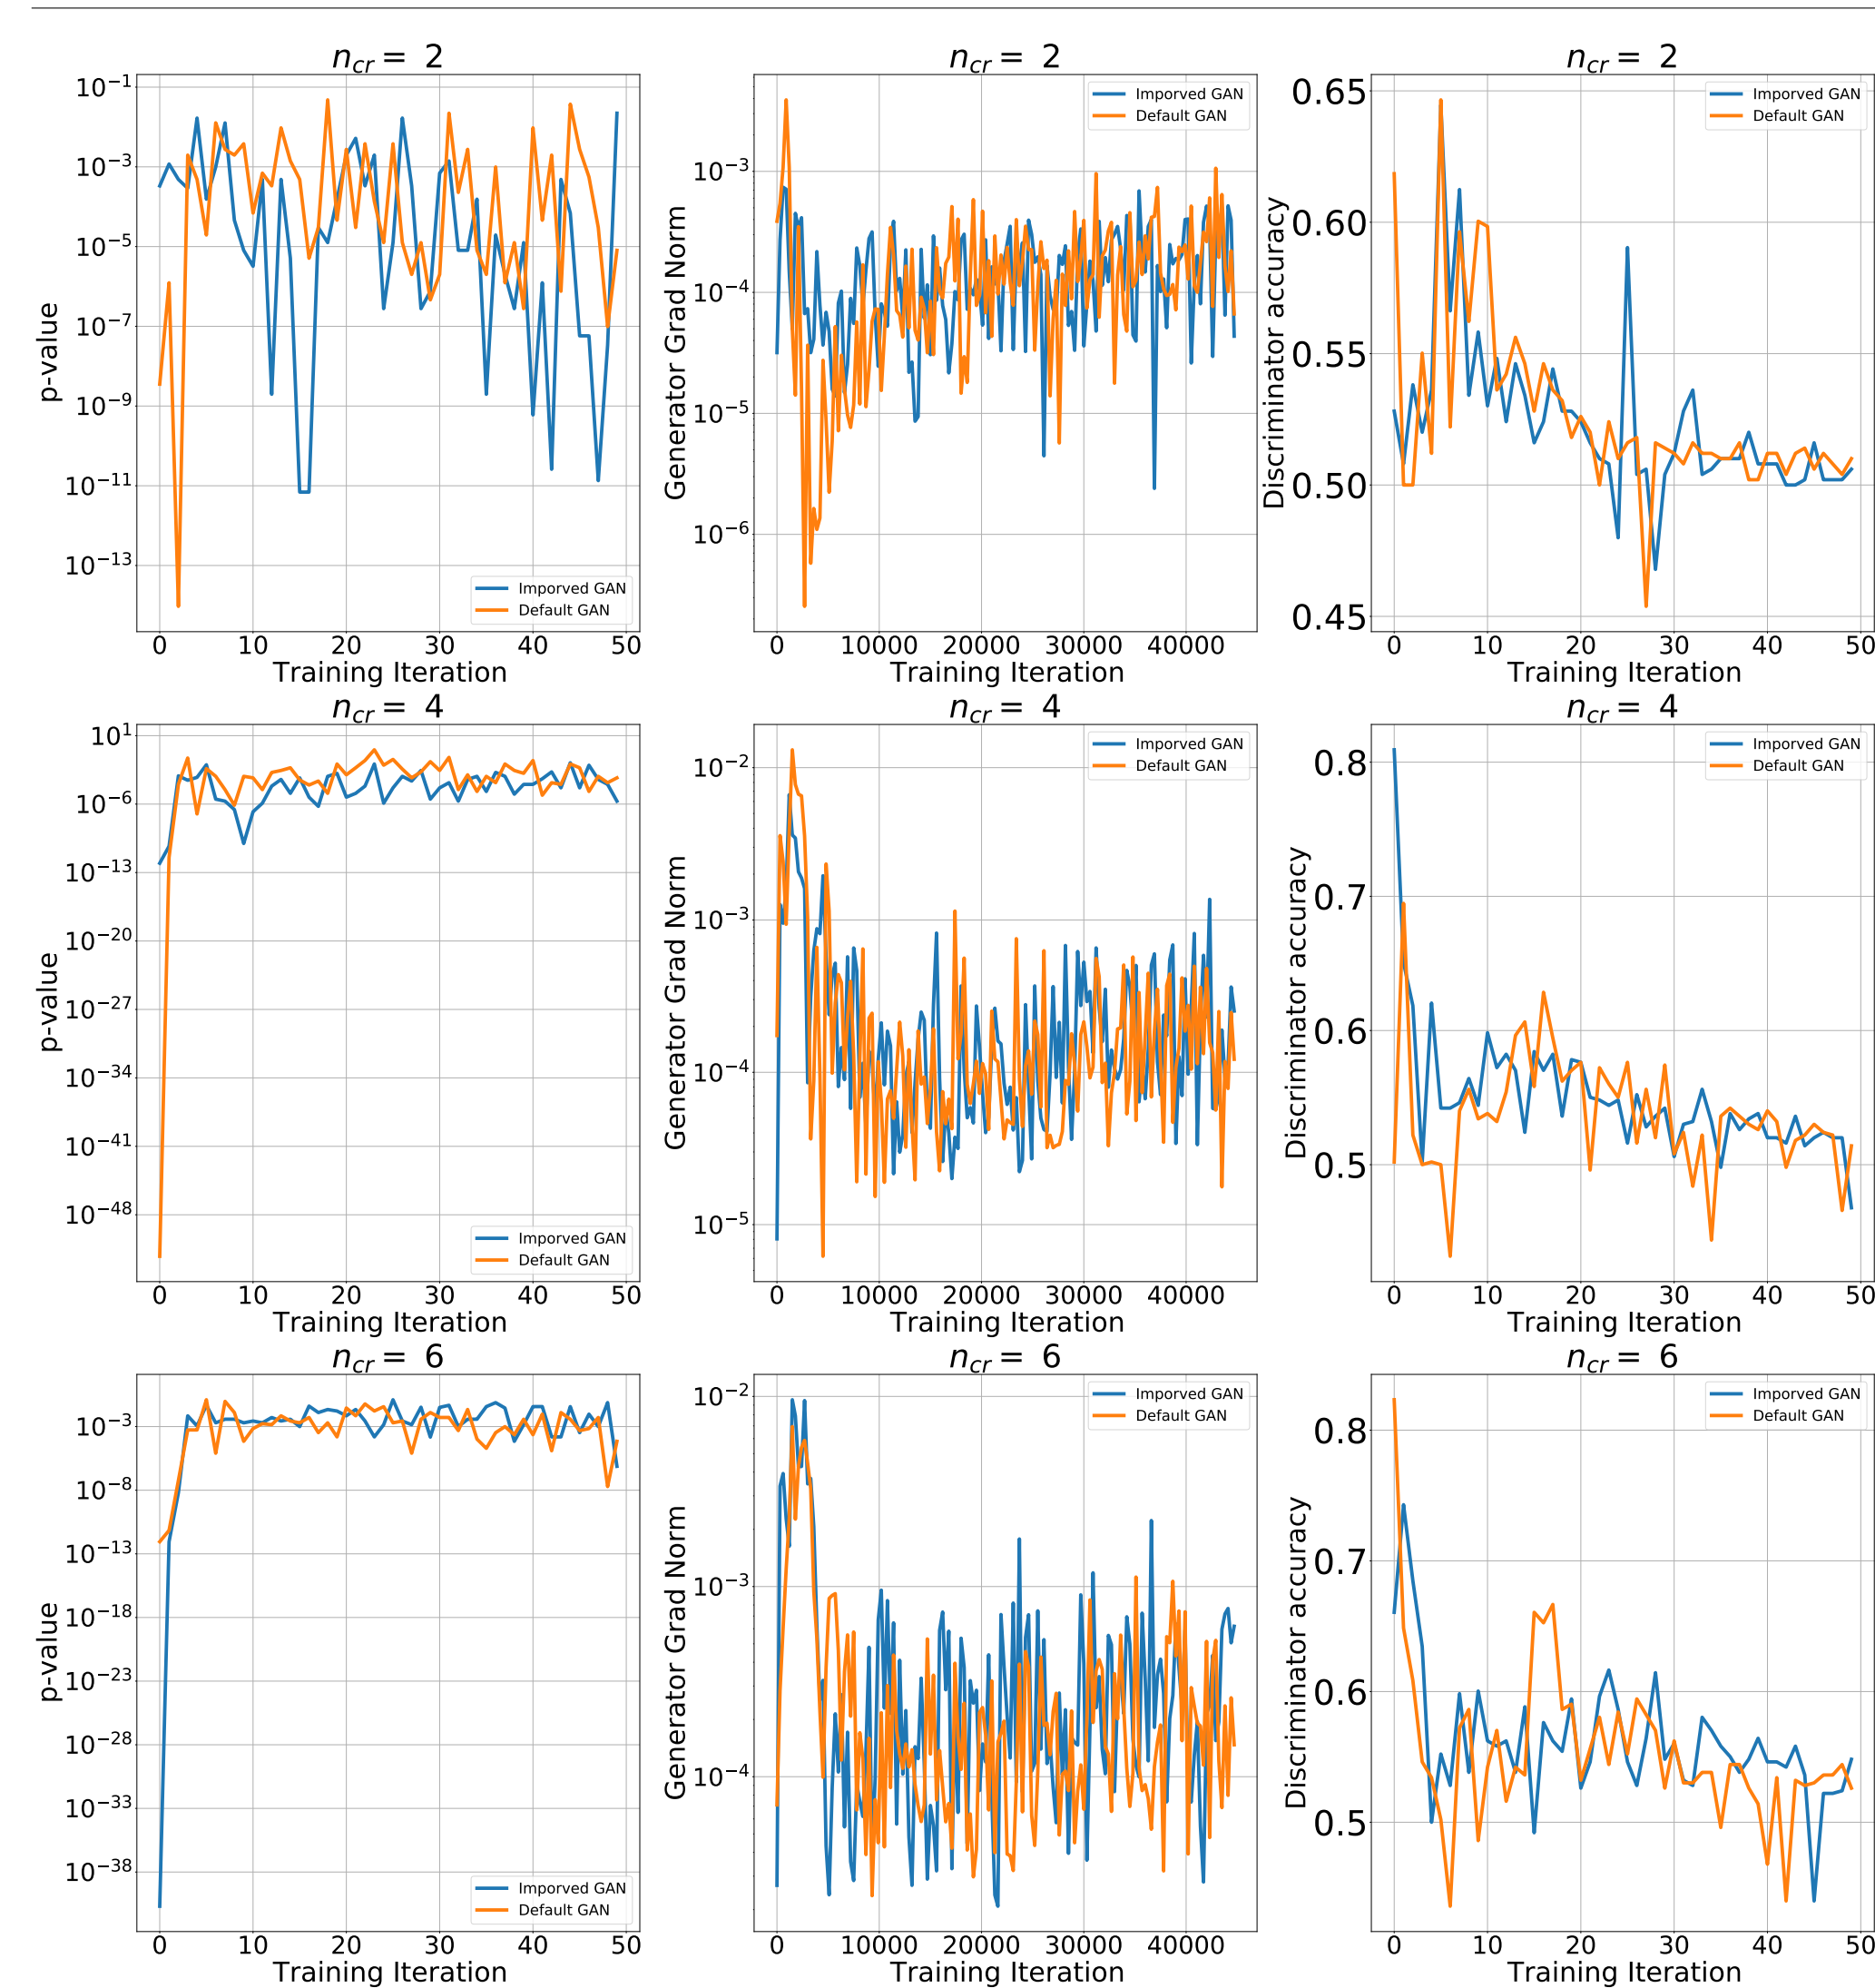 n_cr = 2
p-value
10⁻¹
10⁻³
10⁻⁵
10⁻⁷
10⁻⁹
10⁻¹¹
10⁻¹³
Imporved GAN
Default GAN
0 10 20 30 40 50
Training Iteration
n_cr = 2
Generator Grad Norm
10⁻³
10⁻⁴
10⁻⁵
10⁻⁶
Imporved GAN
Default GAN
0 10000 20000 30000 40000
Training Iteration
n_cr = 2
Discriminator accuracy
0.65
0.60
0.55
0.50
0.45
Imporved GAN
Default GAN
0 10 20 30 40 50
Training Iteration
n_cr = 4
p-value
10¹
10⁻⁶
10⁻¹³
10⁻²⁰
10⁻²⁷
10⁻³⁴
10⁻⁴¹
10⁻⁴⁸
Imporved GAN
Default GAN
0 10 20 30 40 50
Training Iteration
n_cr = 4
Generator Grad Norm
10⁻²
10⁻³
10⁻⁴
10⁻⁵
Imporved GAN
Default GAN
0 10000 20000 30000 40000
Training Iteration
n_cr = 4
Discriminator accuracy
0.8
0.7
0.6
0.5
Imporved GAN
Default GAN
0 10 20 30 40 50
Training Iteration
n_cr = 6
p-value
10⁻³
10⁻⁸
10⁻¹³
10⁻¹⁸
10⁻²³
10⁻²⁸
10⁻³³
10⁻³⁸
Imporved GAN
Default GAN
0 10 20 30 40 50
Training Iteration
n_cr = 6
Generator Grad Norm
10⁻²
10⁻³
10⁻⁴
Imporved GAN
Default GAN
0 10000 20000 30000 40000
Training Iteration
n_cr = 6
Discriminator accuracy
0.8
0.7
0.6
0.5
Imporved GAN
Default GAN
0 10 20 30 40 50
Training Iteration